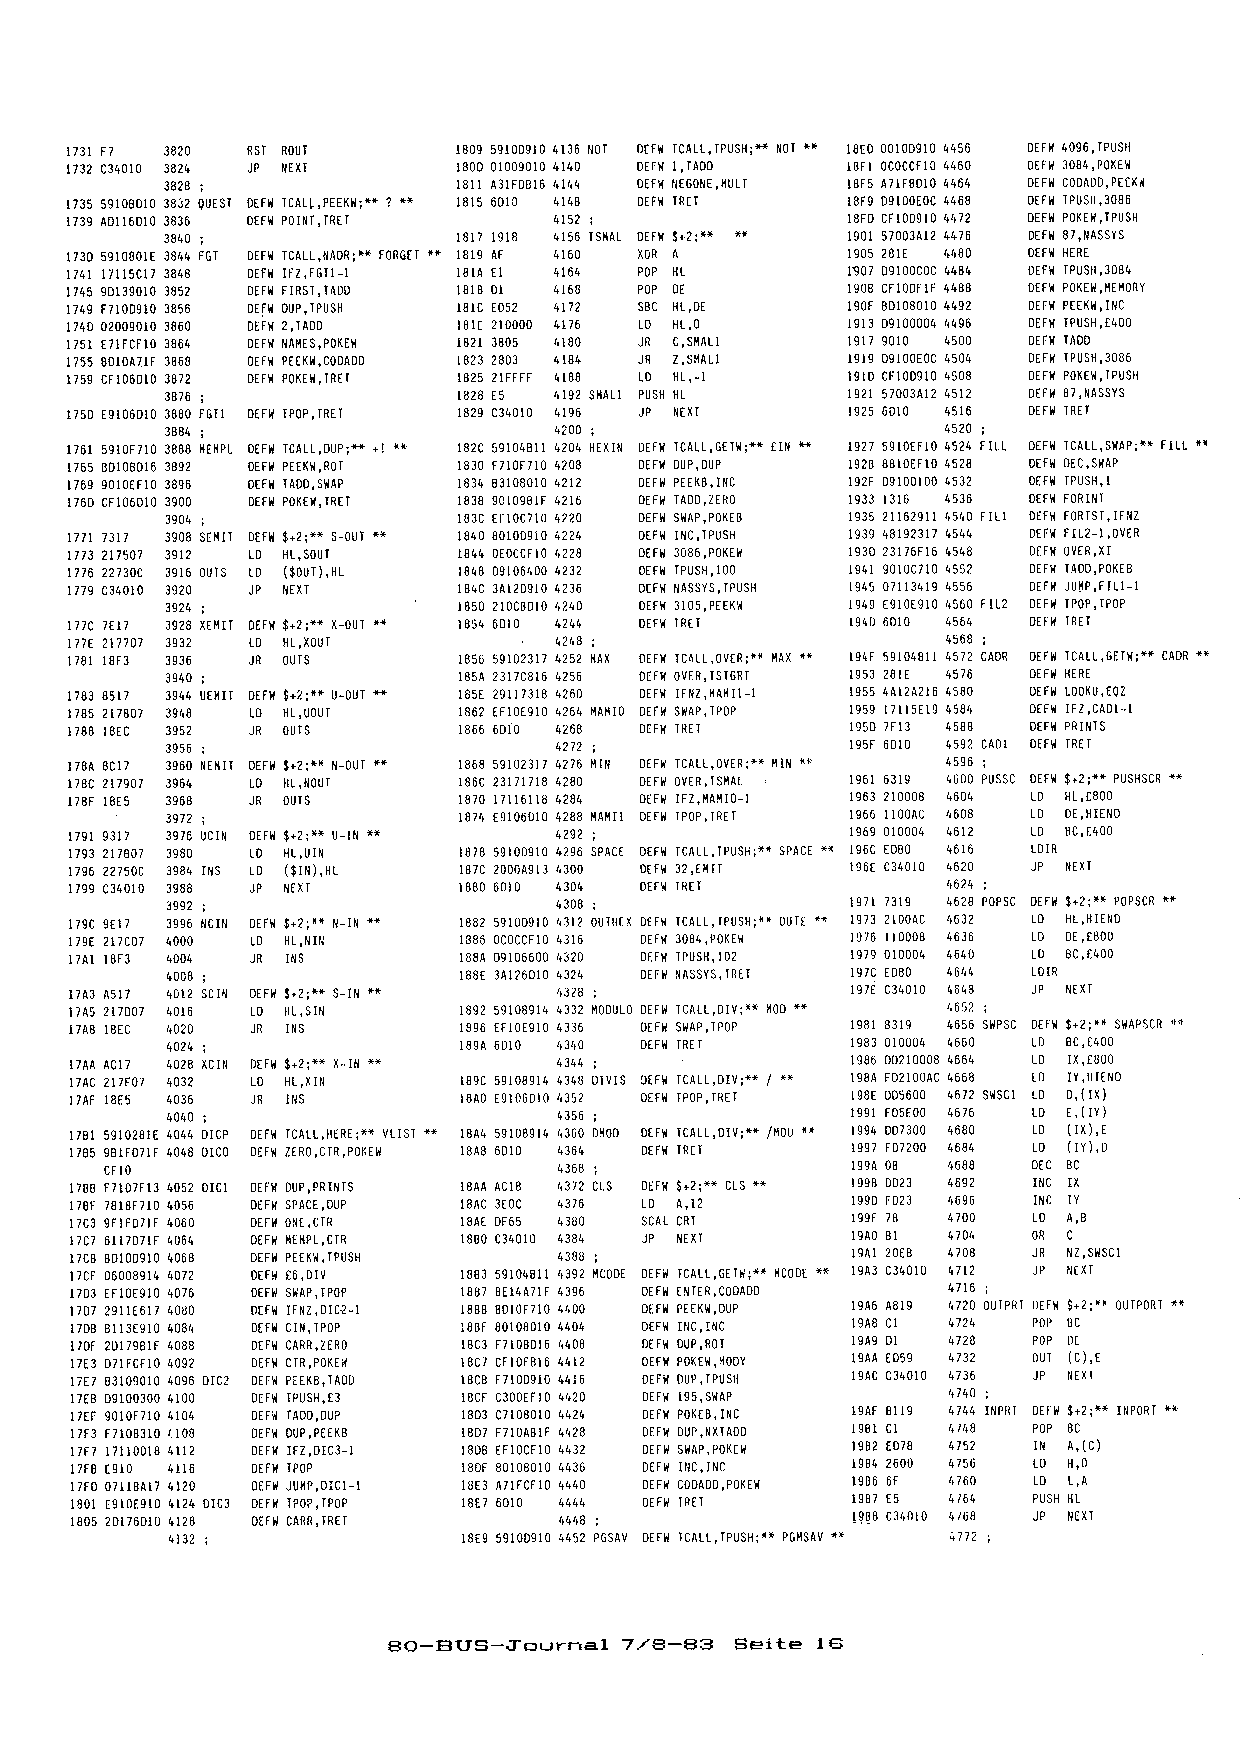 1731 F7 3820 RST ROUT
1732 C34010 3824 JP NEXT
3828 ;
1735 5910BD10 3832 QUEST DEFW TCALL,PEEKW;** ? **
1739 AD116D10 3836 DEFW POINT,TRET
3840 ;
173D 5910801E 3844 FGT DEFW TCALL,NADR;** FORGET **
1741 17115C17 3848 DEFW IFZ,FGT1-1
1745 9D139010 3852 DEFW FIRST,TADD
1749 F710D910 3856 DEFW DUP,TPUSH
174D 02009010 3860 DEFW 2,TADD
1751 E71FCF10 3864 DEFW NAMES,POKEW
1755 BD10A71F 3868 DEFW PEEKW,CODADD
1759 CF106D10 3872 DEFW POKEW,TRET
3876 ;
175D E9106D10 3880 FGT1 DEFW TPOP,TRET
3884 ;
1761 5910F710 3888 MEMPL DEFW TCALL,DUP;** +! **
1765 BD10BD16 3892 DEFW PEEKW,ROT
1769 9010EF10 3896 DEFW TADD,SWAP
176D CF106D10 3900 DEFW POKEW,TRET
3904 ;
1771 7317 3908 SEMIT DEFW $+2;** S-OUT **
1773 217507 3912 LD HL,SOUT
1776 22730C 3916 OUTS LD ($OUT),HL
1779 C34010 3920 JP NEXT
3924 ;
177C 7E17 3928 XEMIT DEFW $+2;** X-OUT **
177E 217707 3932 LD HL,XOUT
1781 18F3 3936 JR OUTS
3940 ;
1783 8517 3944 UEMIT DEFW $+2;** U-OUT **
1785 217807 3948 LD HL,UOUT
1788 18EC 3952 JR OUTS
3956 ;
178A 8C17 3960 NEMIT DEFW $+2;** N-OUT **
178C 217907 3964 LD HL,NOUT
178F 18E5 3968 JR OUTS
3972 ;
1791 9317 3976 UCIN DEFW $+2;** U-IN **
1793 217B07 3980 LD HL,UIN
1796 22750C 3984 INS LD ($IN),HL
1799 C34010 3988 JP NEXT
3992 ;
179C 9E17 3996 NCIN DEFW $+2;** N-IN **
179E 217C07 4000 LD HL,NIN
17A1 18F3 4004 JR INS
4008 ;
17A3 A517 4012 SCIN DEFW $+2;** S-IN **
17A5 217D07 4016 LD HL,SIN
17A8 18EC 4020 JR INS
4024 ;
17AA AC17 4028 XCIN DEFW $+2;** X-IN **
17AC 217F07 4032 LD HL,XIN
17AF 18E5 4036 JR INS
4040 ;
17B1 5910281E 4044 DICP DEFW TCALL,HERE;** VLIST **
17B5 9B1FD71F 4048 DICO DEFW ZERO,CTR,POKEW
CF10
17BB F7107F13 4052 DIC1 DEFW DUP,PRINTS
17BF 7818F710 4056 DEFW SPACE,DUP
17C3 9F1FD71F 4060 DEFW ONE,CTR
17C7 6117D71F 4064 DEFW MEMPL,CTR
17CB BD10D910 4068 DEFW PEEKW,TPUSH
17CF 06008914 4072 DEFW £6,DIV
17D3 EF10E910 4076 DEFW SWAP,TPOP
17D7 2911E617 4080 DEFW IFNZ,DIC2-1
17DB B113E910 4084 DEFW CIN,TPOP
17DF 2D179B1F 4088 DEFW CARR,ZERO
17E3 D71FCF10 4092 DEFW CTR,POKEW
17E7 B3109010 4096 DIC2 DEFW PEEKB,TADD
17EB D9100300 4100 DEFW TPUSH,£3
17EF 9010F710 4104 DEFW TADD,DUP
17F3 F710B310 4108 DEFW DUP,PEEKB
17F7 17110018 4112 DEFW IFZ,DIC3-1
17FB E910 4116 DEFW TPOP
17FD 0711BA17 4120 DEFW JUMP,DIC1-1
1801 E910E910 4124 DIC3 DEFW TPOP,TPOP
1805 2D176D10 4128 DEFW CARR,TRET
4132 ;
1809 5910D910 4136 NOT DEFW TCALL,TPUSH;** NOT **
180D 01009010 4140 DEFW 1,TADD
1811 A31FDB16 4144 DEFW NEGONE,MULT
1815 6D10 4148 DEFW TRET
4152 ;
1817 1918 4156 TSMAL DEFW $+2;** **
1819 AF 4160 XOR A
181A E1 4164 POP HL
181B D1 4168 POP DE
181C ED52 4172 SBC HL,DE
181E 210000 4176 LD HL,0
1821 3805 4180 JR C,SMAL1
1823 2803 4184 JR Z,SMAL1
1825 21FFFF 4188 LD HL,-1
1828 E5 4192 SMAL1 PUSH HL
1829 C34010 4196 JP NEXT
4200 ;
182C 59104B11 4204 HEXIN DEFW TCALL,GETW;** £IN **
1830 F710F710 4208 DEFW DUP,DUP
1834 B3108010 4212 DEFW PEEKB,INC
1838 90109B1F 4216 DEFW TADD,ZERO
183C EF10C710 4220 DEFW SWAP,POKEB
1840 8010D910 4224 DEFW INC,TPUSH
1844 0E0CCF10 4228 DEFW 3086,POKEW
1848 D9106400 4232 DEFW TPUSH,100
184C 3A12D910 4236 DEFW NASSYS,TPUSH
1850 210CBD10 4240 DEFW 3105,PEEKW
1854 6D10 4244 DEFW TRET
4248 ;
1856 59102317 4252 MAX DEFW TCALL,OVER;** MAX **
185A 2317C816 4256 DEFW OVER,TSTGRT
185E 29117318 4260 DEFW IFNZ,MAMI1-1
1862 EF10E910 4264 MAMIO DEFW SWAP,TPOP
1866 6D10 4268 DEFW TRET
4272 ;
1868 59102317 4276 MIN DEFW TCALL,OVER;** MIN **
186C 23171718 4280 DEFW OVER,TSMAL
1870 17116118 4284 DEFW IFZ,MAMIO-1
1874 E9106D10 4288 MAMI1 DEFW TPOP,TRET
4292 ;
1878 5910D910 4296 SPACE DEFW TCALL,TPUSH;** SPACE **
187C 2000A913 4300 DEFW 32,EMIT
1880 6D10 4304 DEFW TRET
4308 ;
1882 5910D910 4312 OUTHEX DEFW TCALL,TPUSH;** OUT£ **
1886 0C0CCF10 4316 DEFW 3084,POKEW
188A D9106600 4320 DEFW TPUSH,102
188E 3A126D10 4324 DEFW NASSYS,TRET
4328 ;
1892 59108914 4332 MODULO DEFW TCALL,DIV;** MOD **
1896 EF10E910 4336 DEFW SWAP,TPOP
189A 6D10 4340 DEFW TRET
4344 ;
189C 59108914 4348 DIVIS DEFW TCALL,DIV;** / **
18A0 E9106D10 4352 DEFW TPOP,TRET
4356 ;
18A4 59108914 4360 DMOD DEFW TCALL,DIV;** /MOD **
18A8 6D10 4364 DEFW TRET
4368 ;
18AA AC18 4372 CLS DEFW $+2;** CLS **
18AC 3E0C 4376 LD A,12
18AE DF65 4380 SCAL CRT
18B0 C34010 4384 JP NEXT
4388 ;
18B3 59104B11 4392 MCODE DEFW TCALL,GETW;** MCODE **
18B7 BE14A71F 4396 DEFW ENTER,CODADD
18BB BD10F710 4400 DEFW PEEKW,DUP
18BF 80108010 4404 DEFW INC,INC
18C3 F710BD16 4408 DEFW DUP,ROT
18C7 CF10FB16 4412 DEFW POKEW,MODY
18CB F710D910 4416 DEFW DUP,TPUSH
18CF C300EF10 4420 DEFW 195,SWAP
18D3 C7108010 4424 DEFW POKEB,INC
18D7 F710AB1F 4428 DEFW DUP,NXTADD
18DB EF10CF10 4432 DEFW SWAP,POKEW
18DF 80108010 4436 DEFW INC,INC
18E3 A71FCF10 4440 DEFW CODADD,POKEW
18E7 6D10 4444 DEFW TRET
4448 ;
18E9 5910D910 4452 PGSAV DEFW TCALL,TPUSH;** PGMSAV **
18ED 0010D910 4456 DEFW 4096,TPUSH
18F1 0C0CCF10 4460 DEFW 3084,POKEW
18F5 A71FBD10 4464 DEFW CODADD,PEEKW
18F9 D9100E0C 4468 DEFW TPUSH,3086
18FD CF10D910 4472 DEFW POKEW,TPUSH
1901 57003A12 4476 DEFW 87,NASSYS
1905 281E 4480 DEFW HERE
1907 D9100C0C 4484 DEFW TPUSH,3084
190B CF10DF1F 4488 DEFW POKEW,MEMORY
190F BD108010 4492 DEFW PEEKW,INC
1913 D9100004 4496 DEFW TPUSH,£400
1917 9010 4500 DEFW TADD
1919 D9100E0C 4504 DEFW TPUSH,3086
191D CF10D910 4508 DEFW POKEW,TPUSH
1921 57003A12 4512 DEFW 87,NASSYS
1925 6D10 4516 DEFW TRET
4520 ;
1927 5910EF10 4524 FILL DEFW TCALL,SWAP;** FILL **
192B 8810EF10 4528 DEFW DEC,SWAP
192F D9100100 4532 DEFW TPUSH,1
1933 1316 4536 DEFW FORINT
1935 21162911 4540 FIL1 DEFW FORTST,IFNZ
1939 48192317 4544 DEFW FIL2-1,OVER
193D 23176F16 4548 DEFW OVER,XI
1941 9010C710 4552 DEFW TADD,POKEB
1945 07113419 4556 DEFW JUMP,FIL1-1
1949 E910E910 4560 FIL2 DEFW TPOP,TPOP
194D 6D10 4564 DEFW TRET
4568 ;
194F 59104B11 4572 CADR DEFW TCALL,GETW;** CADR **
1953 281E 4576 DEFW HERE
1955 4A12A216 4580 DEFW LOOKU,EQZ
1959 17115E19 4584 DEFW IFZ,CAD1-1
195D 7F13 4588 DEFW PRINTS
195F 6D10 4592 CAD1 DEFW TRET
4596 ;
1961 6319 4600 PUSSC DEFW $+2;** PUSHSCR **
1963 210008 4604 LD HL,£800
1966 1100AC 4608 LD DE,HIEND
1969 010004 4612 LD BC,£400
196C EDB0 4616 LDIR
196E C34010 4620 JP NEXT
4624 ;
1971 7319 4628 POPSC DEFW $+2;** POPSCR **
1973 2100AC 4632 LD HL,HIEND
1976 110008 4636 LD DE,£800
1979 010004 4640 LD BC,£400
197C EDB0 4644 LDIR
197E C34010 4648 JP NEXT
4652 ;
1981 8319 4656 SWPSC DEFW $+2;** SWAPSCR **
1983 010004 4660 LD BC,£400
1986 DD210008 4664 LD IX,£800
198A FD2100AC 4668 LD IY,HIEND
198E DD5600 4672 SWSC1 LD D,(IX)
1991 FD5E00 4676 LD E,(IY)
1994 DD7300 4680 LD (IX),E
1997 FD7200 4684 LD (IY),D
199A 0B 4688 DEC BC
199B DD23 4692 INC IX
199D FD23 4696 INC IY
199F 78 4700 LD A,B
19A0 B1 4704 OR C
19A1 20EB 4708 JR NZ,SWSC1
19A3 C34010 4712 JP NEXT
4716 ;
19A6 A819 4720 OUTPRT DEFW $+2;** OUTPORT **
19A8 C1 4724 POP BC
19A9 D1 4728 POP DE
19AA ED59 4732 OUT (C),E
19AC C34010 4736 JP NEXT
4740 ;
19AF B119 4744 INPRT DEFW $+2;** INPORT **
19B1 C1 4748 POP BC
19B2 ED78 4752 IN A,(C)
19B4 2600 4756 LD H,0
19B6 6F 4760 LD L,A
19B7 E5 4764 PUSH HL
19B8 C34010 4768 JP NEXT
4772 ;
80-BUS-Journal 7/8-83 Seite 16